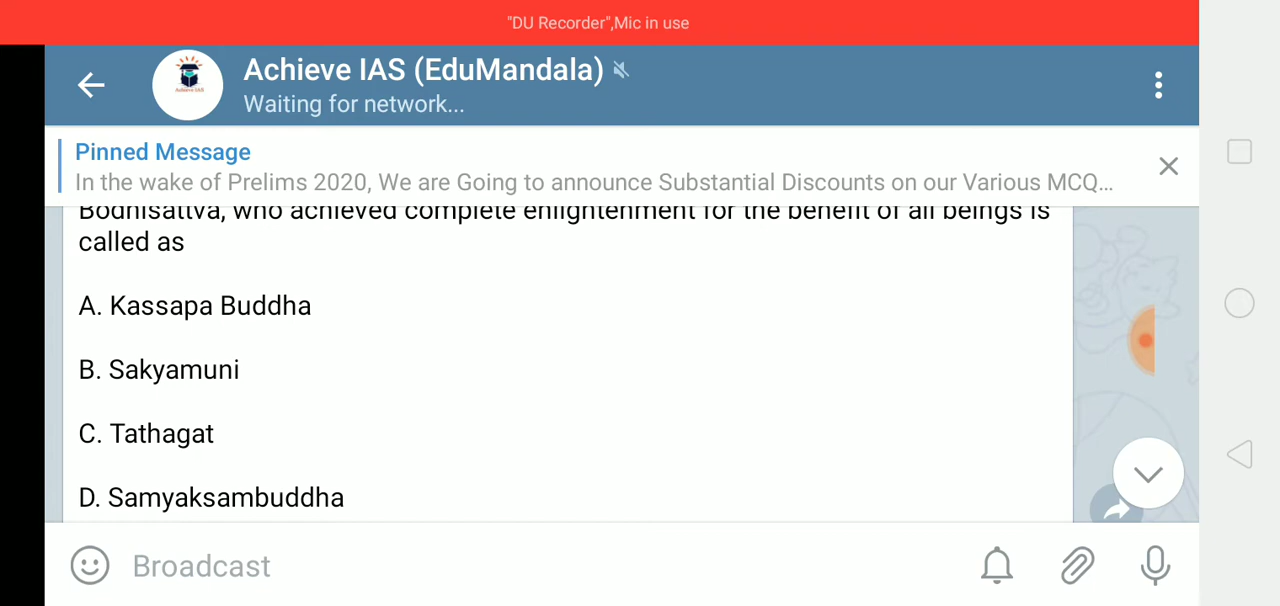 "DU Recorder",Mic in use
Achieve IAS (EduMandala)
Waiting for network...
Pinned Message
In the wake of Prelims 2020, We are Going to announce Substantial Discounts on our Various MCQ...
Bodhisattva, who achieved complete enlightenment for the benefit of all beings is
called as
A. Kassapa Buddha
B. Sakyamuni
C. Tathagat
D. Samyaksambuddha
Broadcast